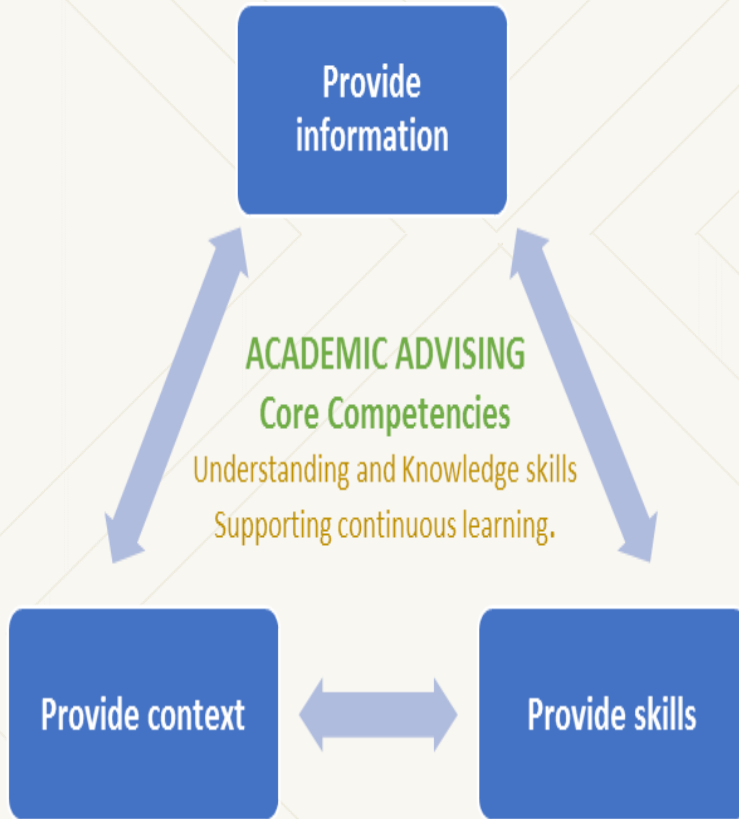 Provide
information
ACADEMIC ADVISING
Core Competencies
Understanding and Knowledge skills
Supporting continuous learning.
Provide context
Provide skills